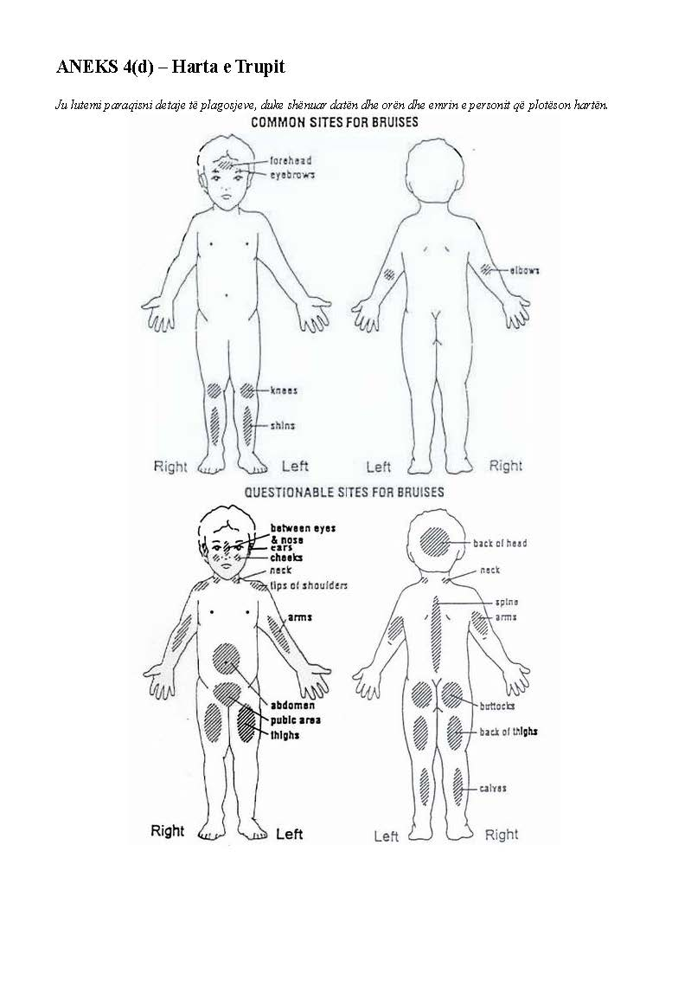 ANEKS 4(d) – Harta e Trupit
Ju lutemi paraqisni detaje të plagosjeve, duke shënuar datën dhe orën dhe emrin e personit që plotëson hartën.
COMMON SITES FOR BRUISES
forehead
eyebrows
elbows
knees
shins
Right Left Left Right
QUESTIONABLE SITES FOR BRUISES
between eyes
& nose
ears
cheeks
neck
tips of shoulders
arms
abdomen
pubic area
thighs
back of head
neck
spine
arms
buttocks
back of thighs
calves
Right Left Left Right